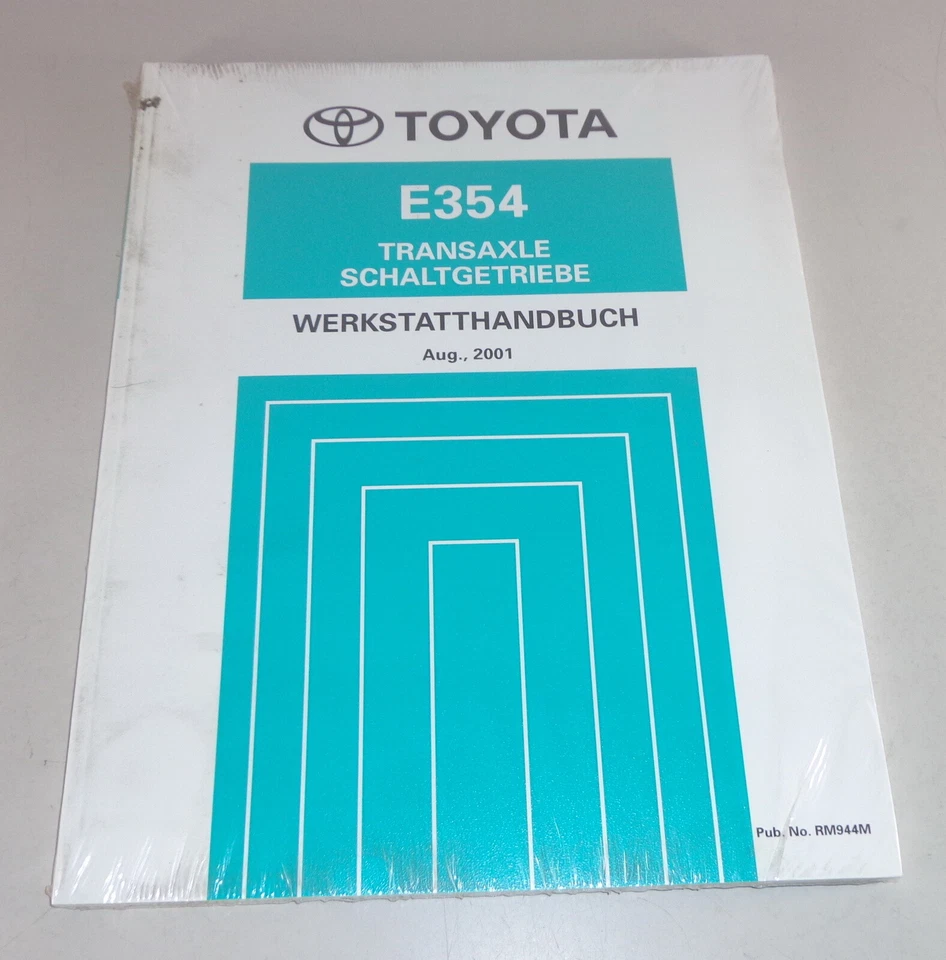 TOYOTA
E354
TRANSAXLE
SCHALTGETRIEBE
WERKSTATTHANDBUCH
Aug., 2001
Pub. No. RM944M